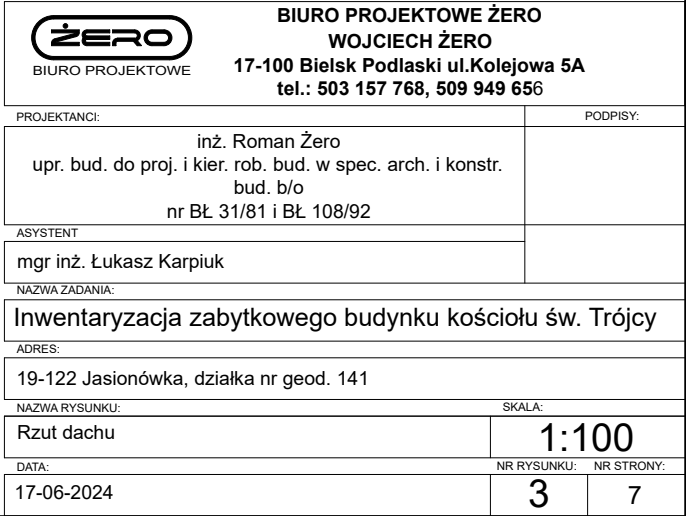 ŻERO
BIURO PROJEKTOWE
BIURO PROJEKTOWE ŻERO
WOJCIECH ŻERO
17-100 Bielsk Podlaski ul.Kolejowa 5A
tel.: 503 157 768, 509 949 656
PROJEKTANCI:
PODPISY:
inż. Roman Żero
upr. bud. do proj. i kier. rob. bud. w spec. arch. i konstr.
bud. b/o
nr BŁ 31/81 i BŁ 108/92
ASYSTENT
mgr inż. Łukasz Karpiuk
NAZWA ZADANIA:
Inwentaryzacja zabytkowego budynku kościołu św. Trójcy
ADRES:
19-122 Jasionówka, działka nr geod. 141
NAZWA RYSUNKU:
SKALA:
Rzut dachu
1:100
DATA:
NR RYSUNKU:
NR STRONY:
17-06-2024
3
7